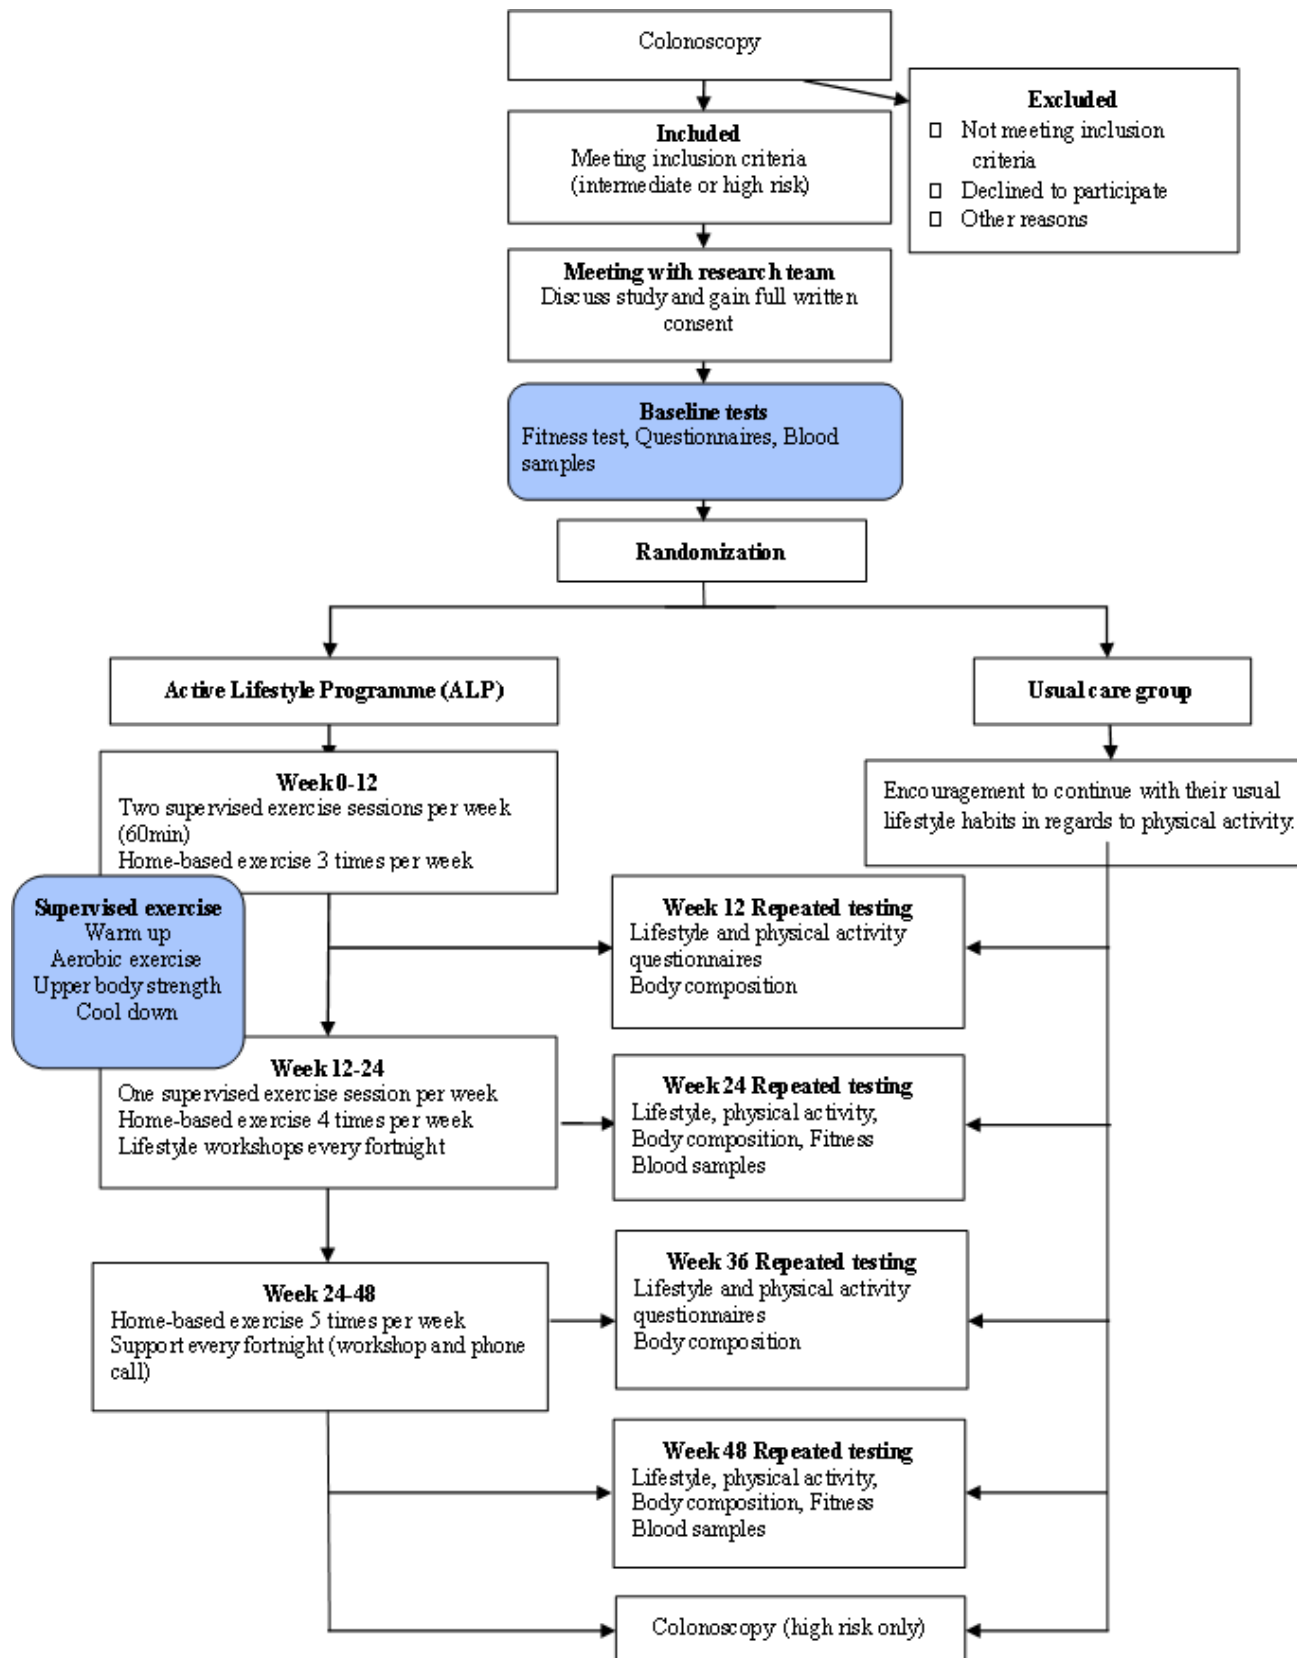 Colonoscopy
Excluded
Not meeting inclusion
criteria
Declined to participate
Other reasons
Included
Meeting inclusion criteria
(intermediate or high risk)
Meeting with research team
Discuss study and gain full written
consent
Baseline tests
Fitness test, Questionnaires, Blood
samples
Randomization
Active Lifestyle Programme (ALP)
Usual care group
Week 0-12
Two supervised exercise sessions per week
(60min)
Home-based exercise 3 times per week
Encouragement to continue with their usual
lifestyle habits in regards to physical activity.
Supervised exercise
Warm up
Aerobic exercise
Upper body strength
Cool down
Week 12 Repeated testing
Lifestyle and physical activity
questionnaires
Body composition
Week 12-24
One supervised exercise session per week
Home-based exercise 4 times per week
Lifestyle workshops every fortnight
Week 24 Repeated testing
Lifestyle, physical activity,
Body composition, Fitness
Blood samples
Week 24-48
Home-based exercise 5 times per week
Support every fortnight (workshop and phone
call)
Week 36 Repeated testing
Lifestyle and physical activity
questionnaires
Body composition
Week 48 Repeated testing
Lifestyle, physical activity,
Body composition, Fitness
Blood samples
Colonoscopy (high risk only)